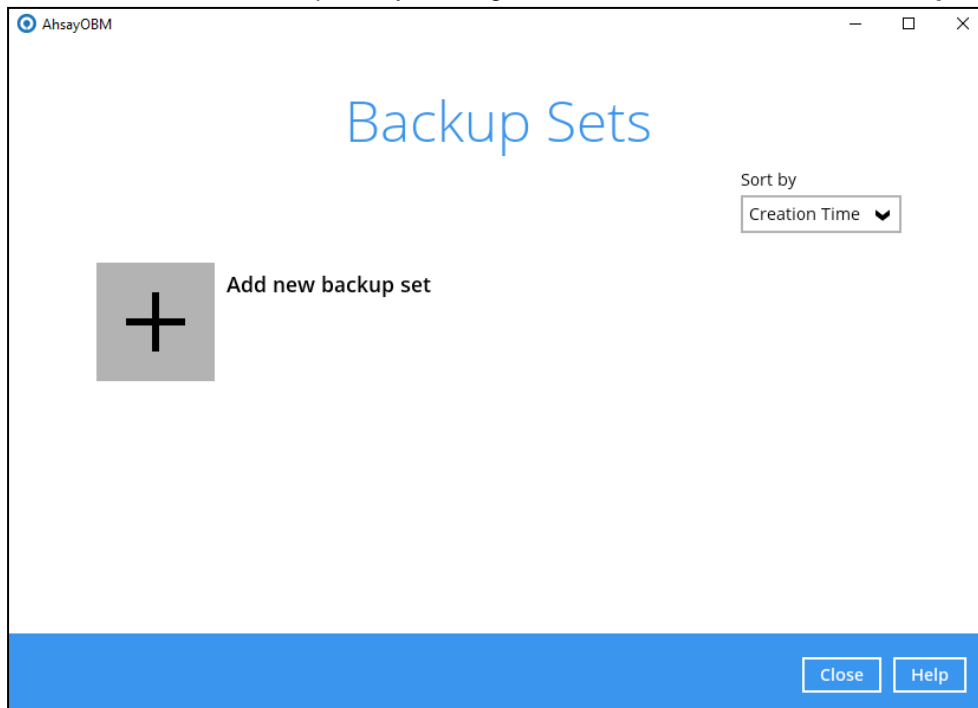 AhsayOBM
Backup Sets
Sort by
Creation Time
Add new backup set
Close
Help